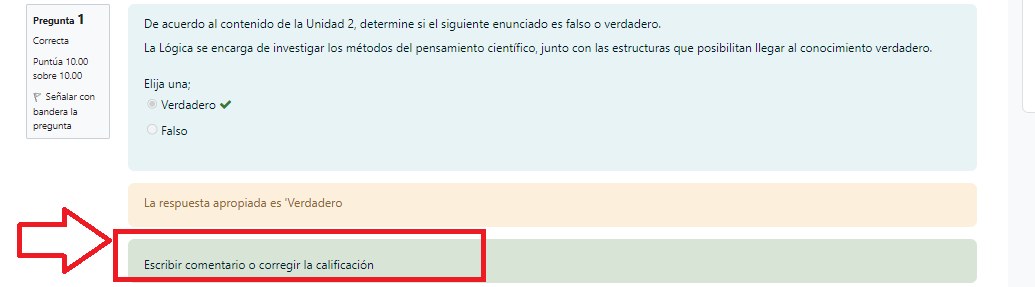 Pregunta 1
Correcta
Puntúa 10.00
sobre 10.00
Señalar con
bandera la
pregunta
De acuerdo al contenido de la Unidad 2, determine si el siguiente enunciado es falso o verdadero.
La Lógica se encarga de investigar los métodos del pensamiento científico, junto con las estructuras que posibilitan llegar al conocimiento verdadero.
Elija una;
Verdadero
Falso
La respuesta apropiada es 'Verdadero
Escribir comentario o corregir la calificación